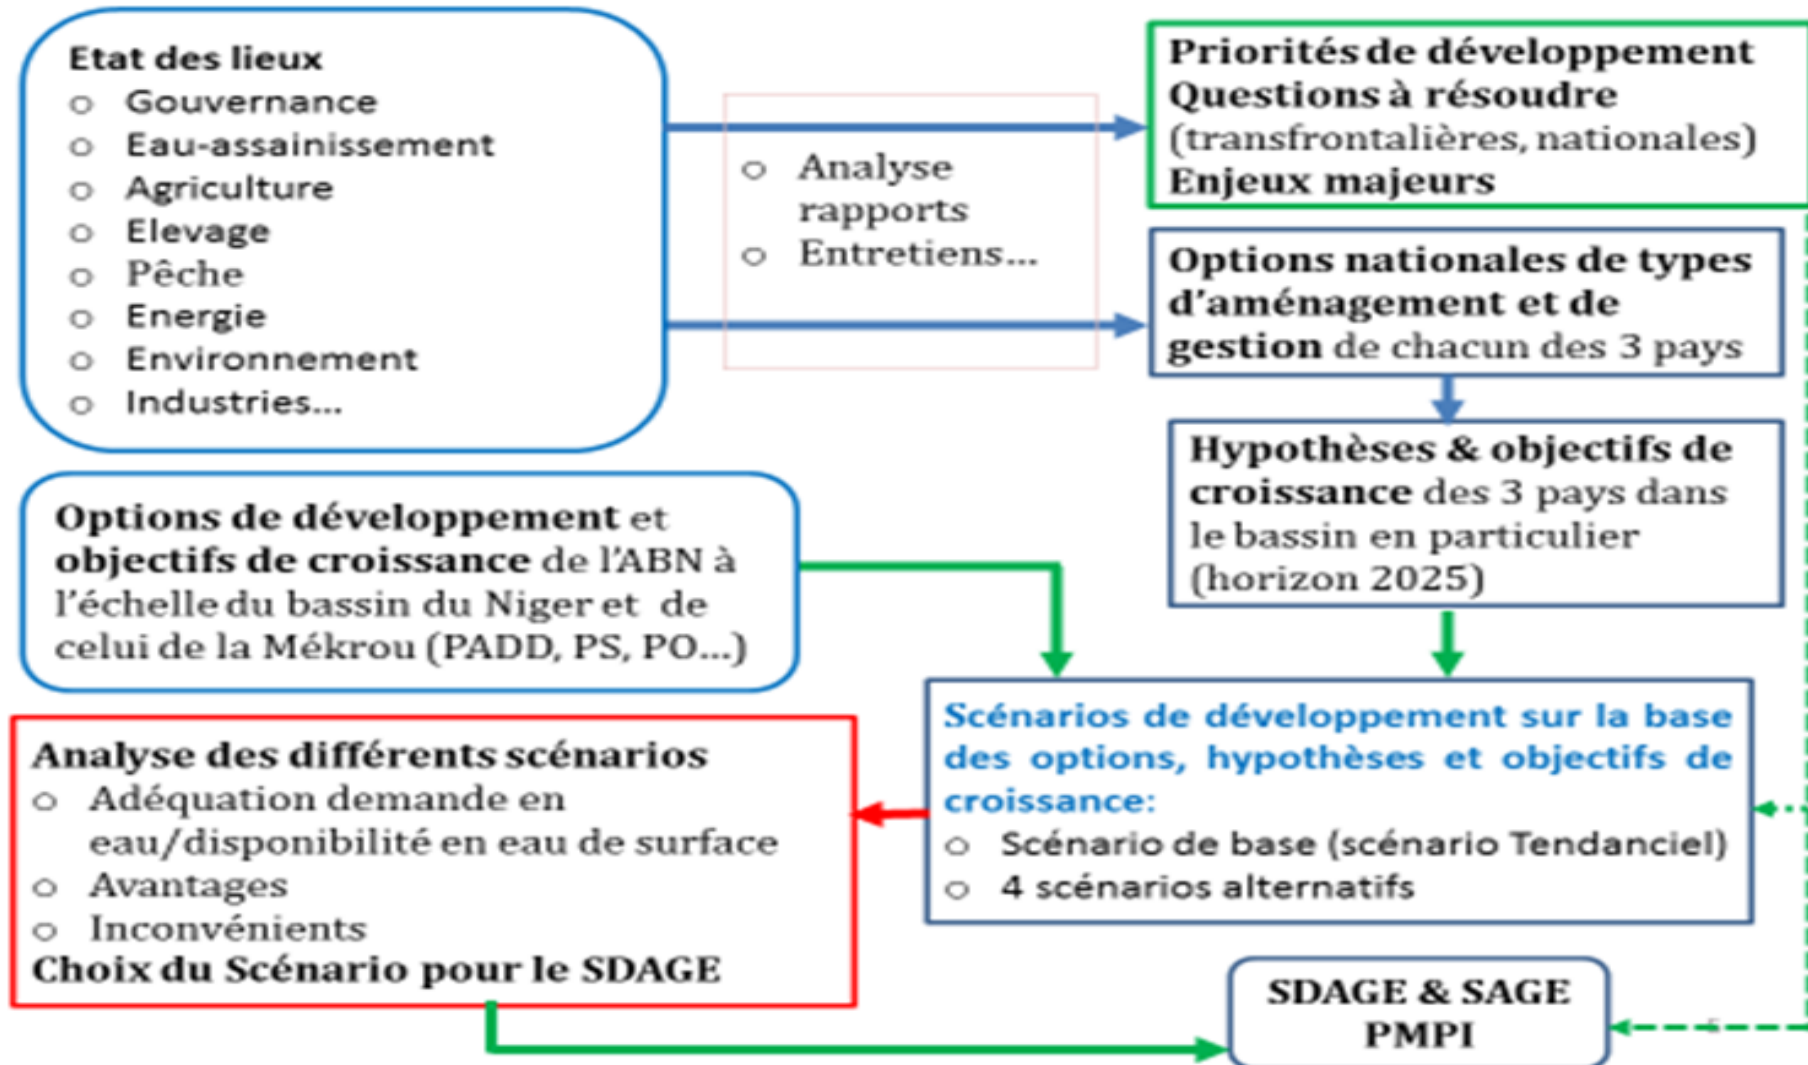 Etat des lieux
o Gouvernance
o Eau-assainissement
o Agriculture
o Elevage
o Pêche
o Energie
o Environnement
o Industries...
o Analyse
rapports
o Entretiens...
Priorités de développement
Questions à résoudre
(transfrontalières, nationales)
Enjeux majeurs
Options nationales de types
d'aménagement et de
gestion de chacun des 3 pays
Hypothèses & objectifs de
croissance des 3 pays dans
le bassin en particulier
(horizon 2025)
Options de développement et
objectifs de croissance de l'ABN à
l'échelle du bassin du Niger et de
celui de la Mékrou (PADD, PS, PO...)
Scénarios de développement sur la base
des options, hypothèses et objectifs de
croissance:
o Scénario de base (scénario Tendanciel)
o 4 scénarios alternatifs
Analyse des différents scénarios
o Adéquation demande en
eau/disponibilité en eau de surface
o Avantages
o Inconvénients
Choix du Scénario pour le SDAGE
SDAGE & SAGE
PMPI